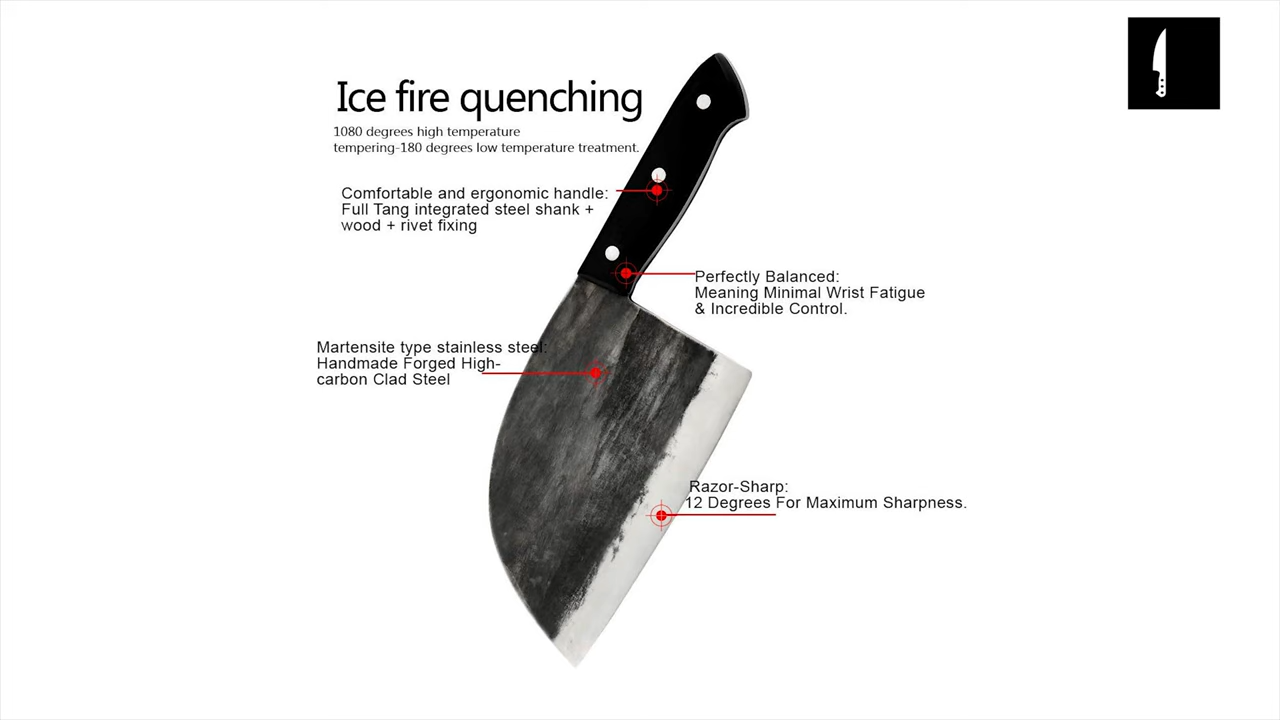 Ice fire quenching
1080 degrees high temperature
tempering-180 degrees low temperature treatment.
Comfortable and ergonomic handle:
Full Tang integrated steel shank +
wood + rivet fixing
Perfectly Balanced:
Meaning Minimal Wrist Fatigue
& Incredible Control.
Martensite type stainless steel:
Handmade Forged High-
carbon Clad Steel
Razor-Sharp:
12 Degrees For Maximum Sharpness.